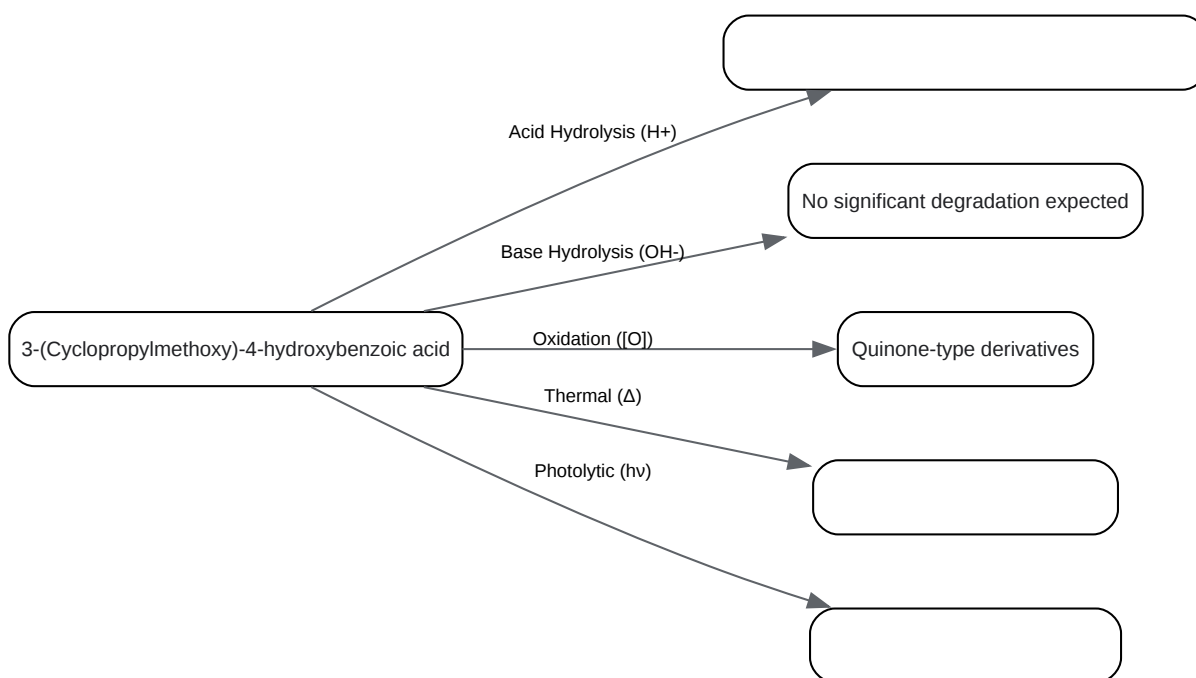 Acid Hydrolysis (H+)
No significant degradation expected
Base Hydrolysis (OH-)
3-(Cyclopropylmethoxy)-4-hydroxybenzoic acid
Oxidation ([O])
Quinone-type derivatives
Thermal (Δ)
Photolytic (hν)